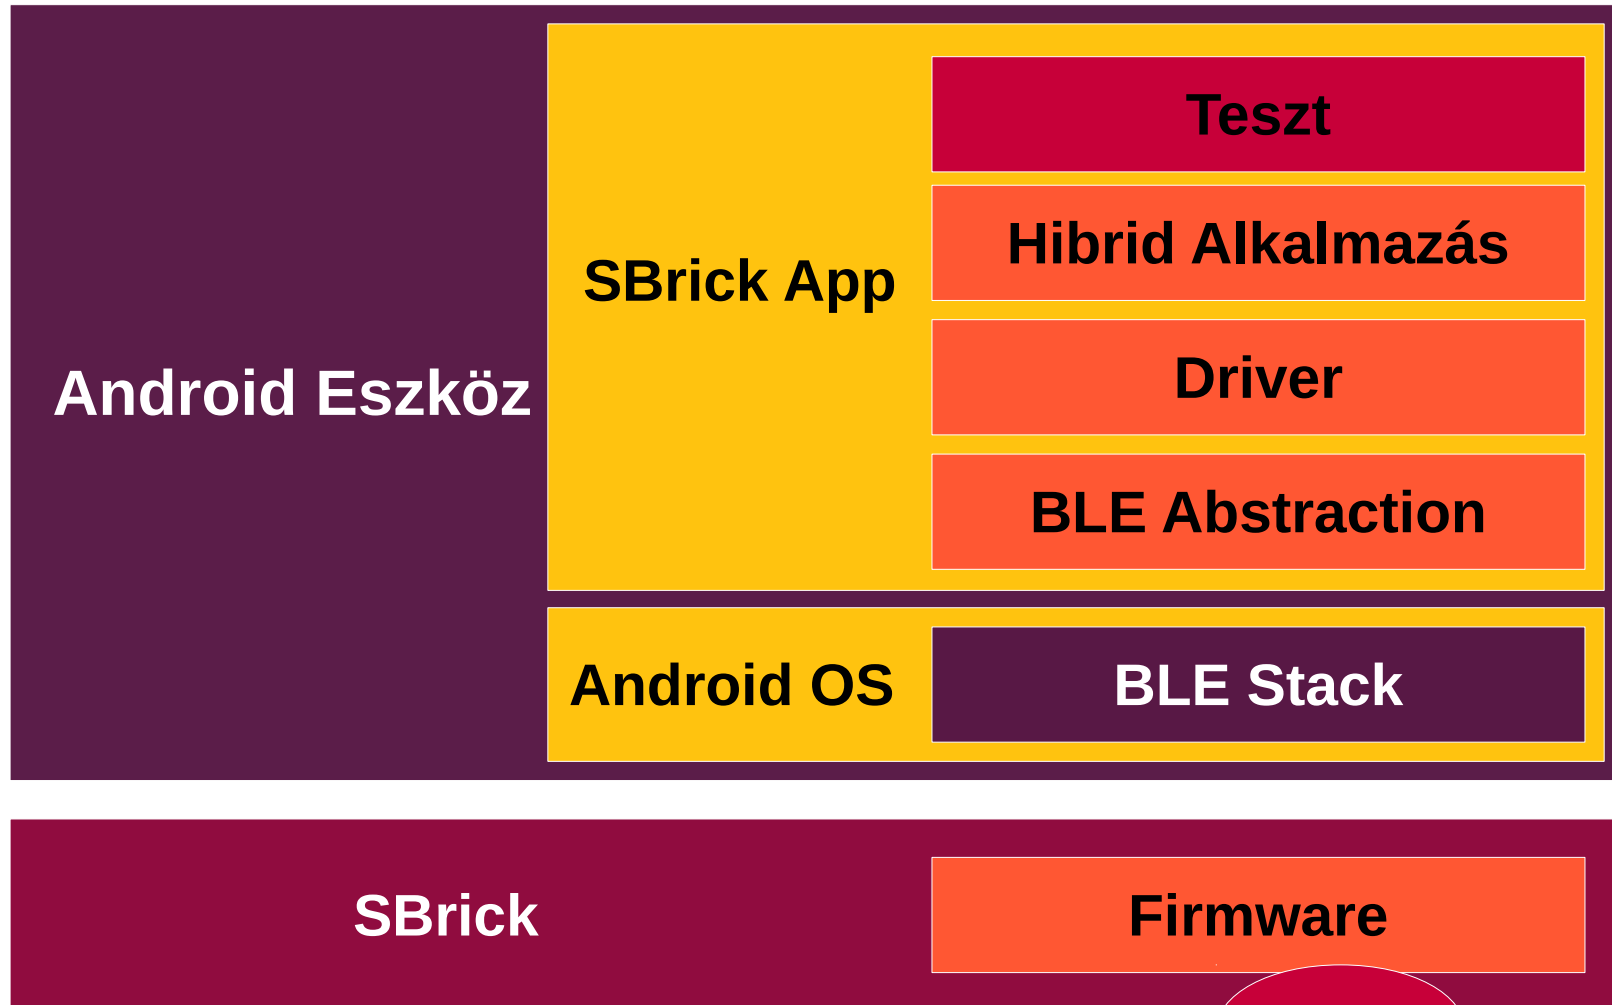 Teszt
Hibrid Alkalmazás
SBrick App
Driver
Android Eszköz
BLE Abstraction
Android OS
BLE Stack
SBrick
Firmware